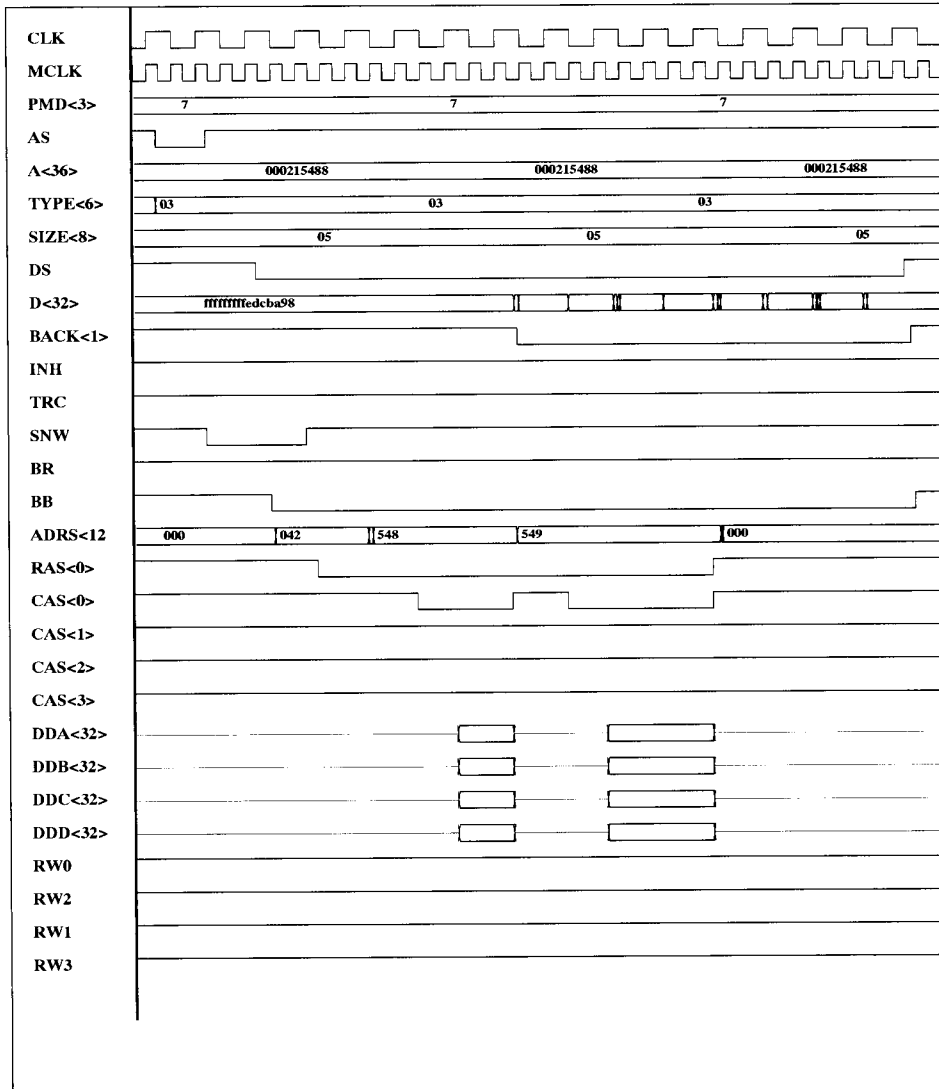 CLK
MCLK
PMD<3> 7 7 7
AS
A<36> 000215488 000215488 000215488
TYPE<6> 03 03 03
SIZE<8> 05 05 05
DS
D<32> ffffffffffedcba98
BACK<1>
INH
TRC
SNW
BR
BB
ADRS<12 000 042 548 549 000
RAS<0>
CAS<0>
CAS<1>
CAS<2>
CAS<3>
DDA<32>
DDB<32>
DDC<32>
DDD<32>
RW0
RW2
RW1
RW3